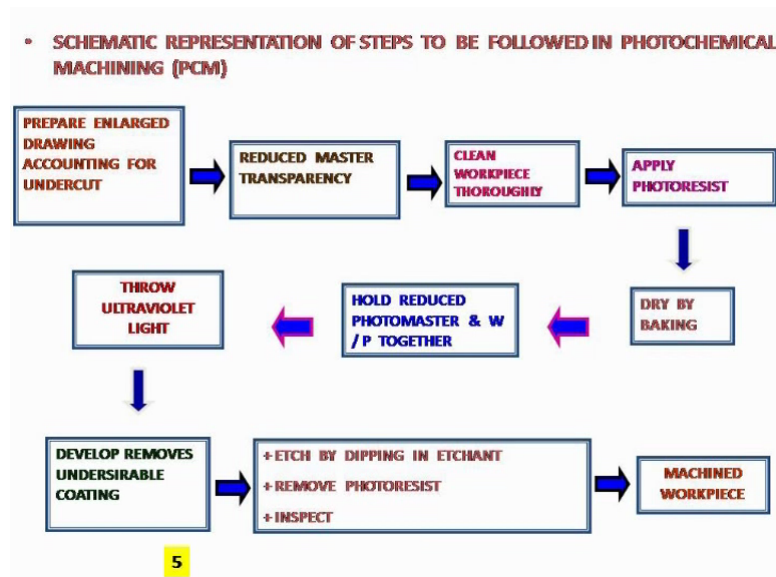 • SCHEMATIC REPRESENTATION OF STEPS TO BE FOLLOWED IN PHOTOCHEMICAL
MACHINING (PCM)
PREPARE ENLARGED
DRAWING
ACCOUNTING FOR
UNDERCUT
REDUCED MASTER
TRANSPARENCY
CLEAN
WORKPIECE
THOROUGHLY
APPLY
PHOTORESIST
DRY BY
BAKING
HOLD REDUCED
PHOTOMASTER & W
/ P TOGETHER
THROW
ULTRAVIOLET
LIGHT
DEVELOP REMOVES
UNDERSIRABLE
COATING
+ ETCH BY DIPPING IN ETCHANT
+ REMOVE PHOTORESIST
+ INSPECT
MACHINED
WORKPIECE
5